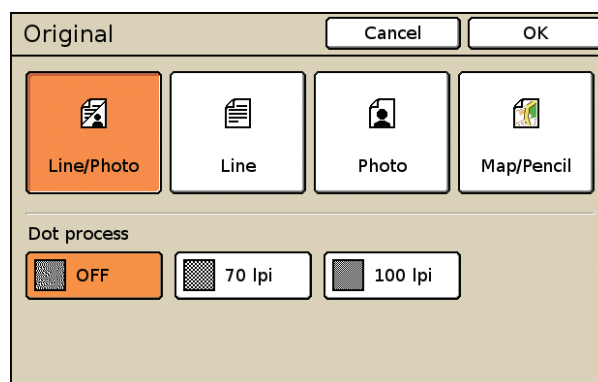 Original Cancel OK
Line/Photo Line Photo Map/Pencil
Dot process
OFF 70 lpi 100 lpi